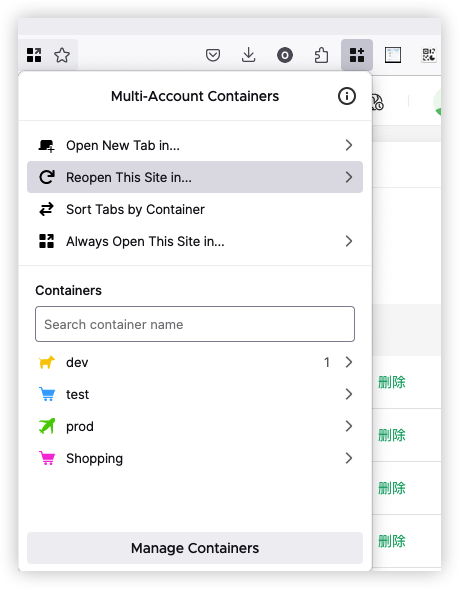 O
Multi-Account Containers
Open New Tab in...
Reopen This Site in...
Sort Tabs by Container
Always Open This Site in...
Containers
Search container name
dev 1
test
prod
Shopping
Manage Containers
删除
删除
删除
删除